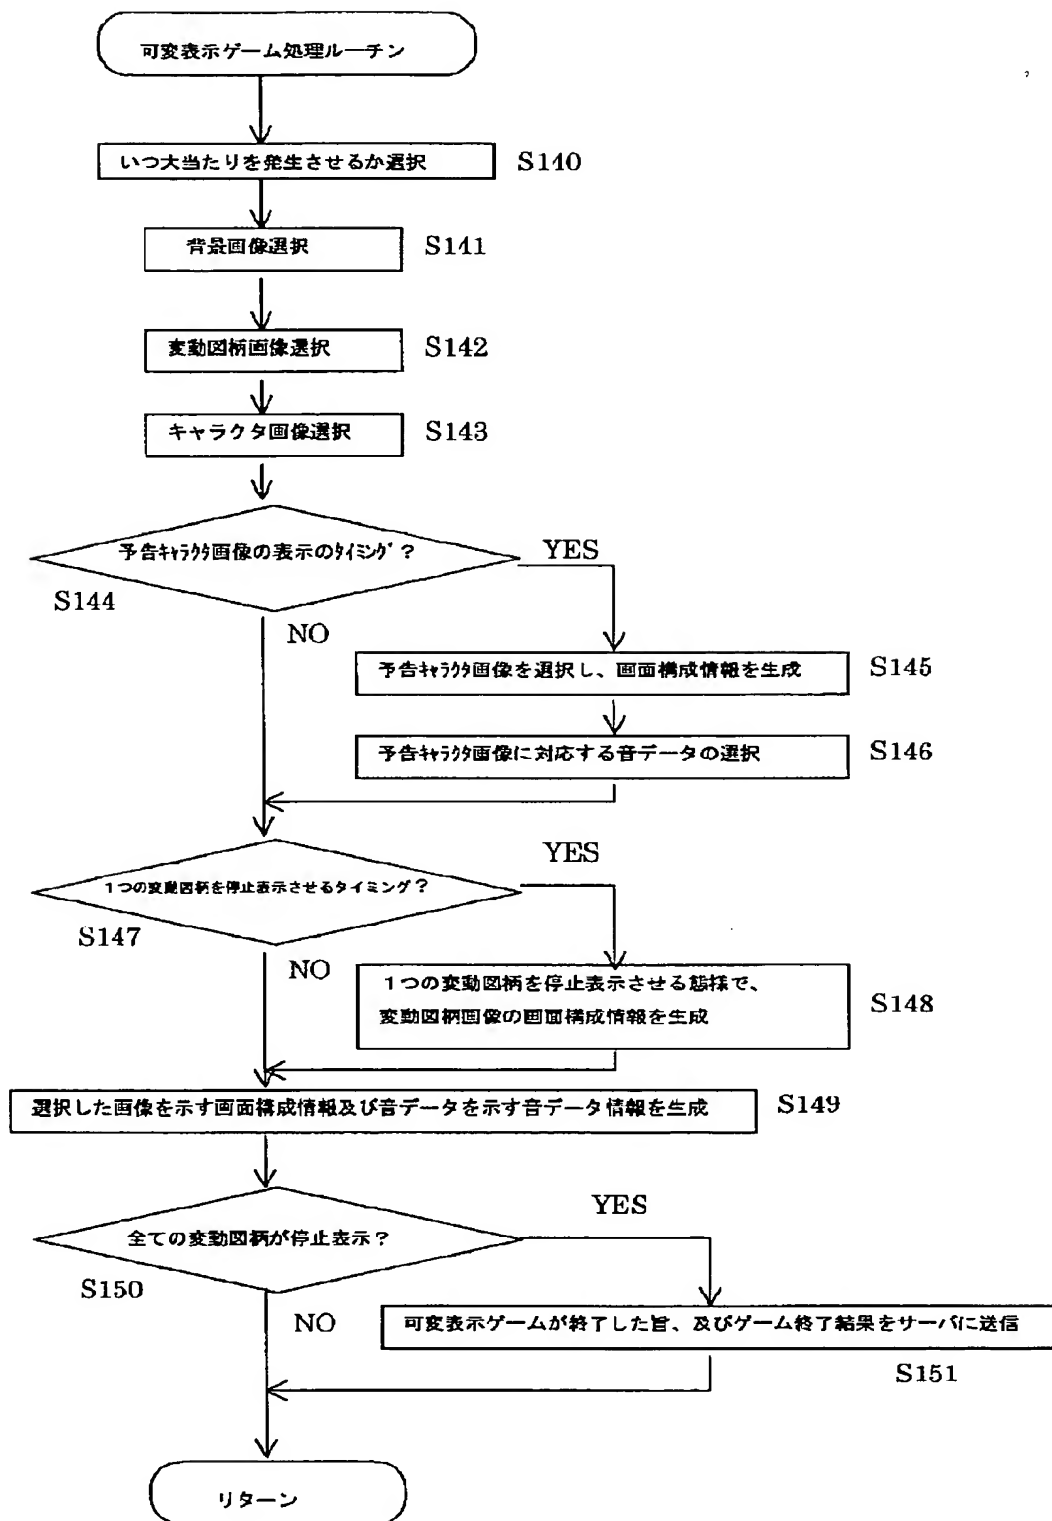 可変表示ゲーム処理ルーチン
いつ大当たりを発生させるか選択
S140
背景画像選択
S141
変動図柄画像選択
S142
キャラクタ画像選択
S143
予告ｷｬﾗｸﾀ画像の表示のﾀｲﾐﾝｸﾞ？
YES
S144
NO
予告ｷｬﾗｸﾀ画像を選択し、画面構成情報を生成
S145
予告ｷｬﾗｸﾀ画像に対応する音データの選択
S146
１つの変動図柄を停止表示させるタイミング？
YES
S147
NO
１つの変動図柄を停止表示させる態様で、
変動図柄画像の画面構成情報を生成
S148
選択した画像を示す画面構成情報及び音データを示す音データ情報を生成
S149
全ての変動図柄が停止表示？
YES
S150
NO
可変表示ゲームが終了した旨、及びゲーム終了結果をサーバに送信
S151
リターン